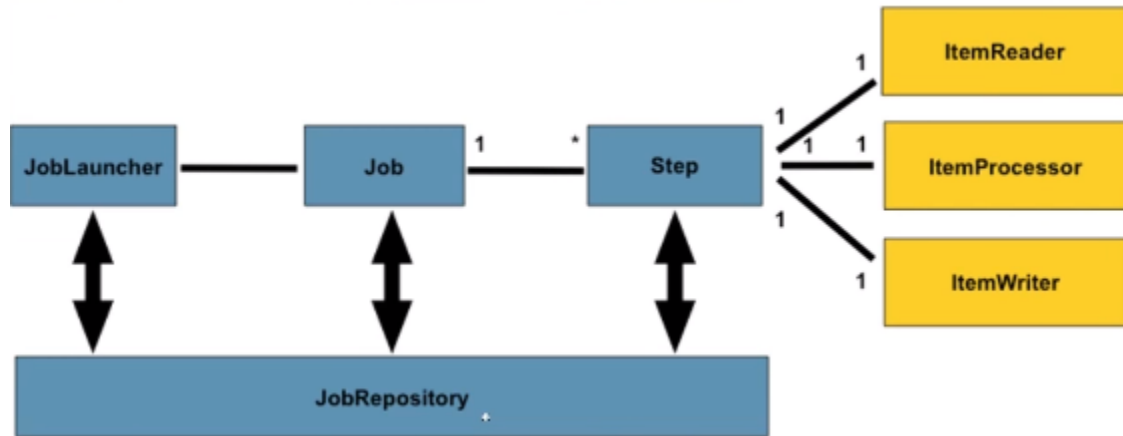 ItemReader
1
1
JobLauncher
Job
1
*
Step
1
1
ItemProcessor
1
1
ItemWriter
JobRepository